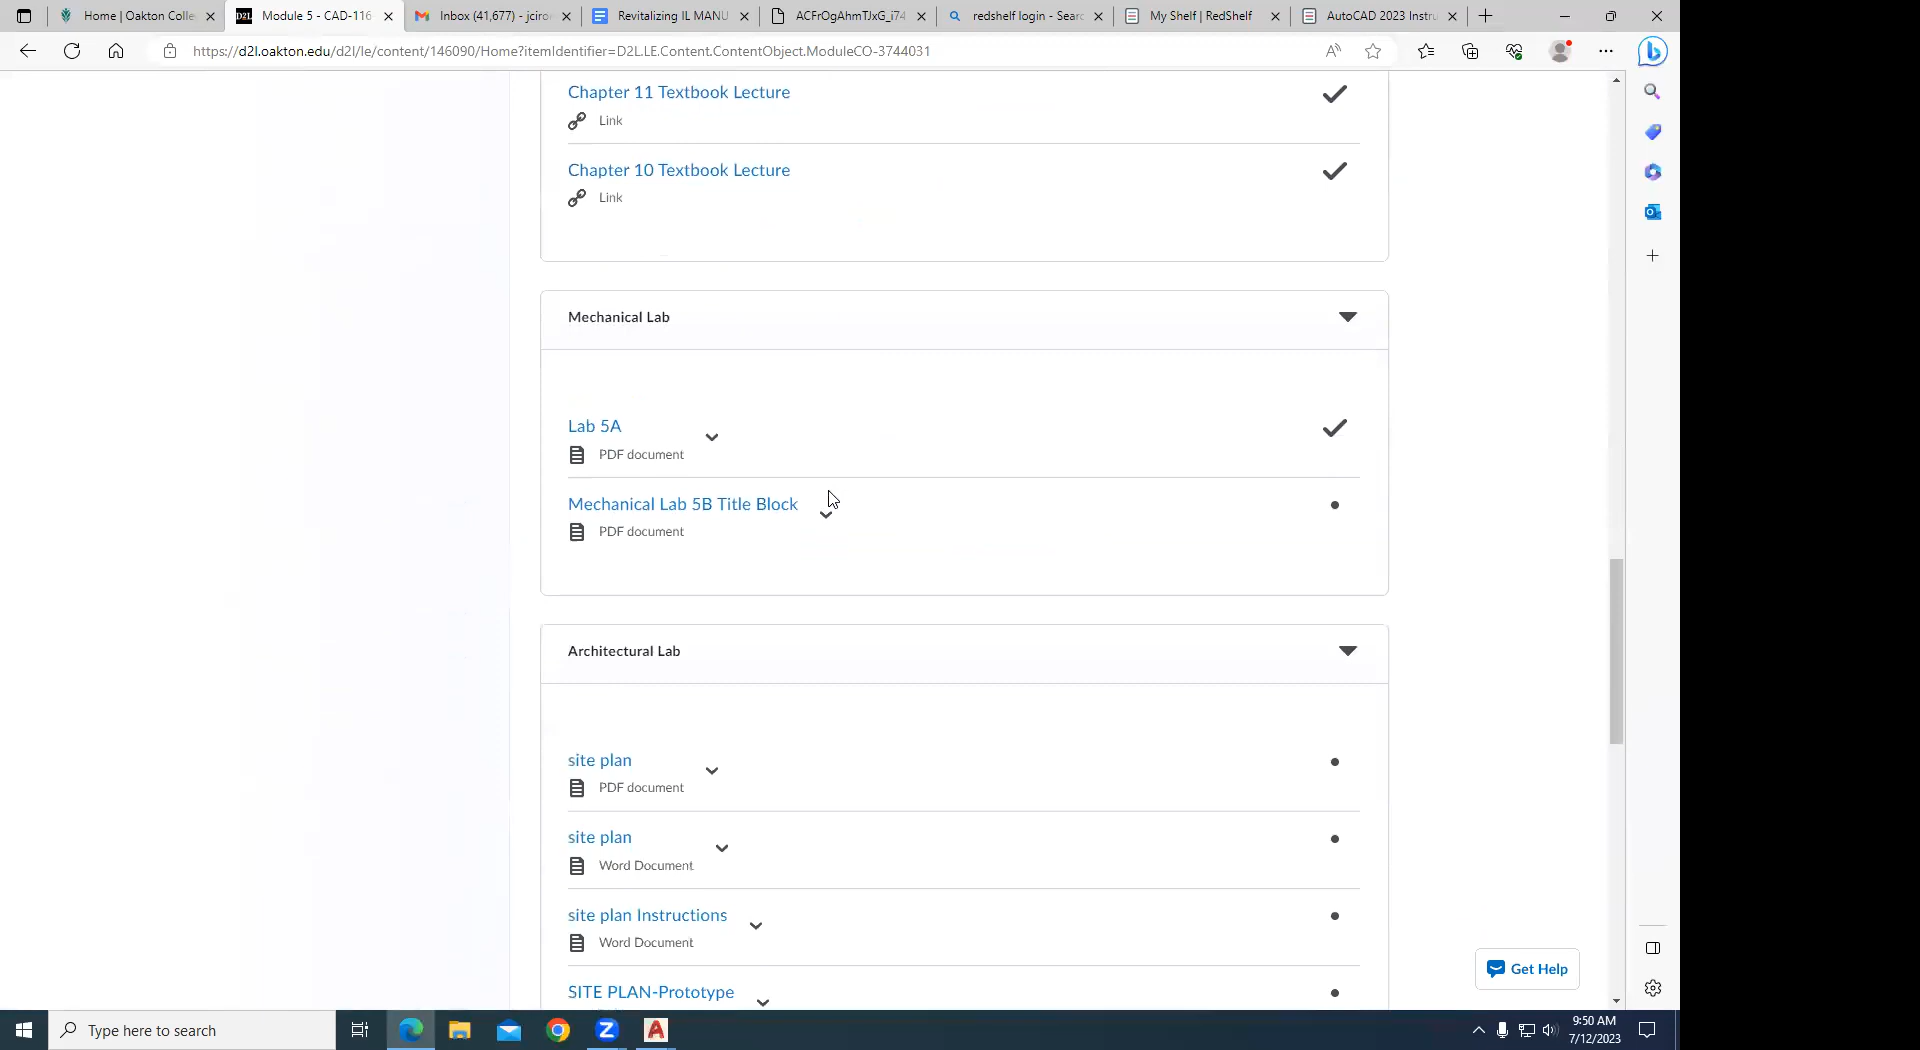 Home | Oakton Colle
D2L
Module 5 - CAD-116
Inbox (41,677) - jciron
Revitalizing IL MANU
ACFrOgAhmTJxG_i74
redshelf login - Searc
My Shelf | RedShelf
AutoCAD 2023 Instru
https://d2l.oakton.edu/d2l/le/content/146090/Home?itemIdentifier=D2L.LE.Content.ContentObject.ModuleCO-3744031
Chapter 11 Textbook Lecture
Link
Chapter 10 Textbook Lecture
Link
Mechanical Lab
Lab 5A
PDF document
Mechanical Lab 5B Title Block
PDF document
Architectural Lab
site plan
PDF document
site plan
Word Document
site plan Instructions
Word Document
SITE PLAN-Prototype
Get Help
Type here to search
9:50 AM
7/12/2023